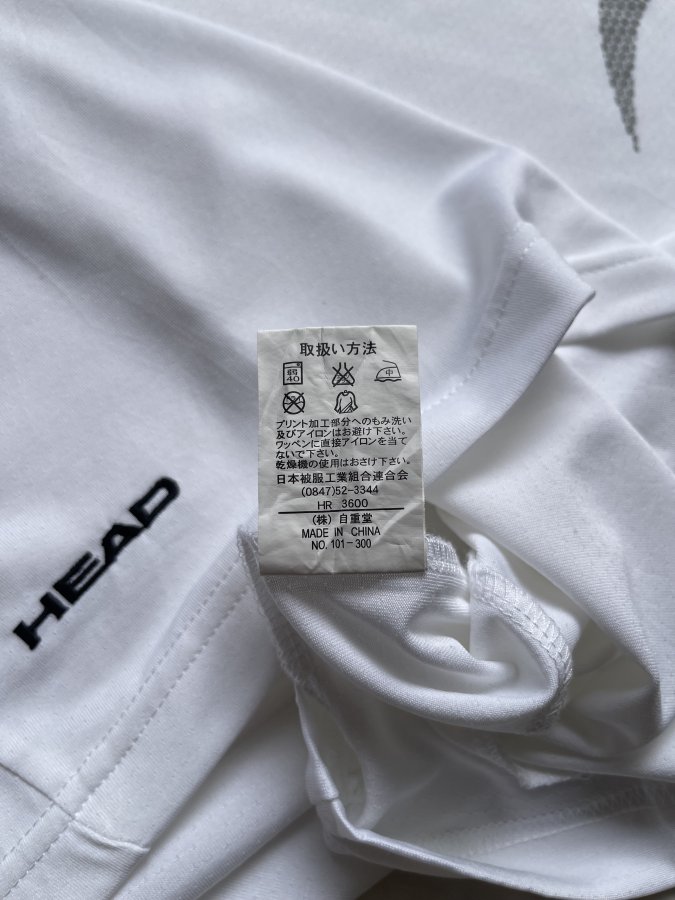 取扱い方法
弱
40
中
プリント加工部分へのもみ洗い
及びアイロンはお避け下さい。
ワッペンに直接アイロンを当て
ないで下さい。
乾燥機の使用はおさけ下さい。
日本被服工業組合連合会
(0847)52-3344
HR 3600
(株) 自重堂
MADE IN CHINA
NO. 101-300
HEAD